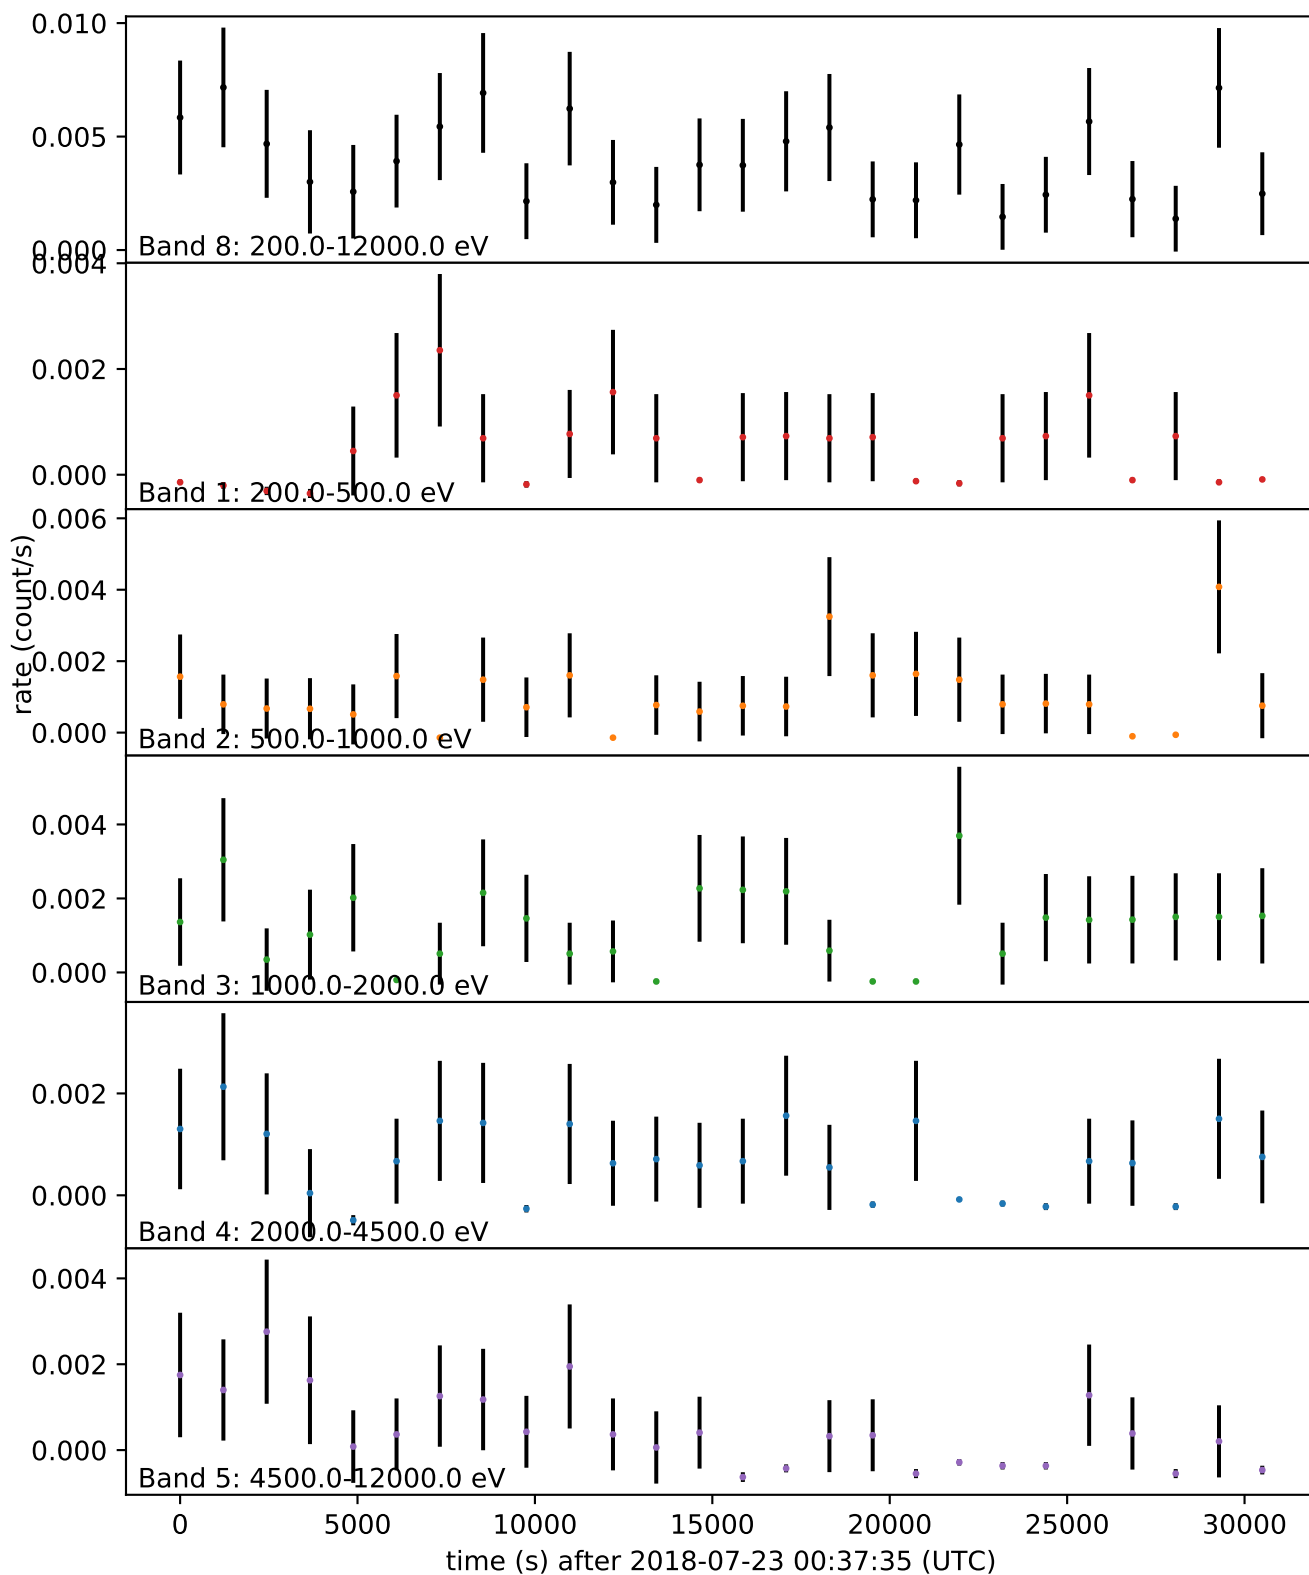 0.010
0.005
0.000
Band 8: 200.0-12000.0 eV
0.004
0.002
0.000
Band 1: 200.0-500.0 eV
0.006
0.004
0.002
0.000
Band 2: 500.0-1000.0 eV
rate (count/s)
0.004
0.002
0.000
Band 3: 1000.0-2000.0 eV
0.002
0.000
Band 4: 2000.0-4500.0 eV
0.004
0.002
0.000
Band 5: 4500.0-12000.0 eV
0 5000 10000 15000 20000 25000 30000
time (s) after 2018-07-23 00:37:35 (UTC)